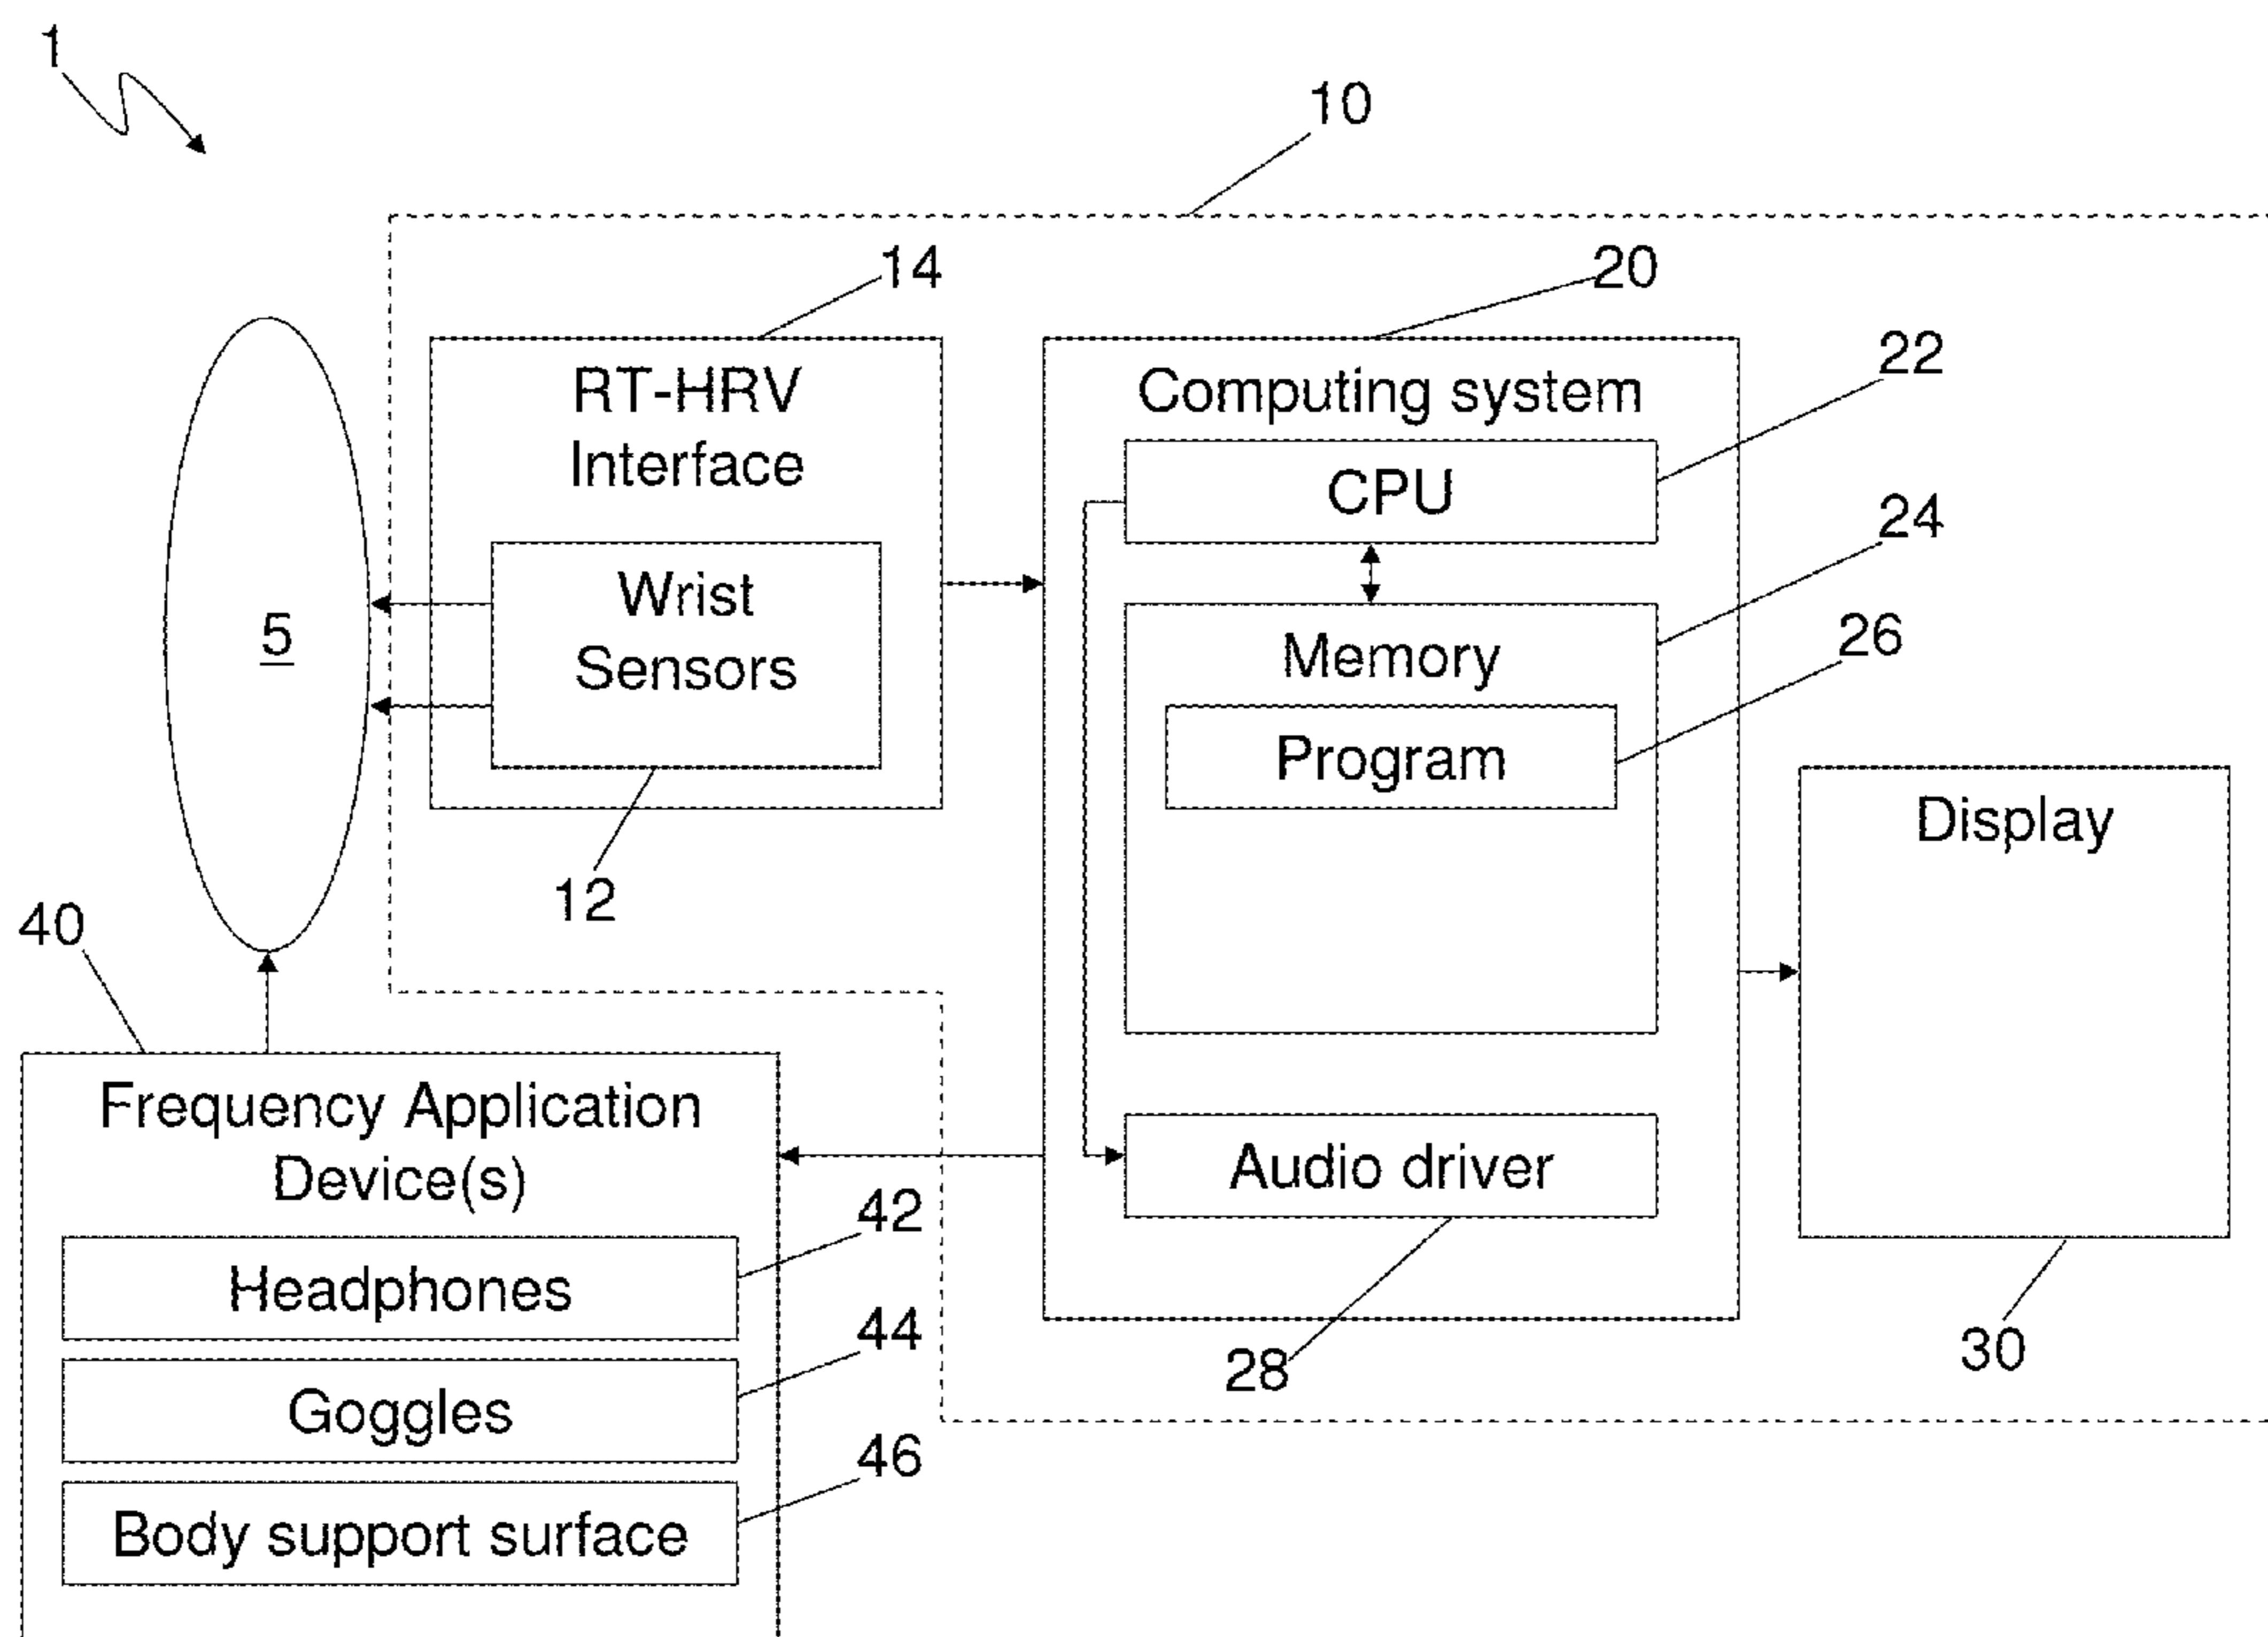 1
10
14
20
RT-HRV
Interface
Computing system
22
CPU
24
5
Wrist
Sensors
Memory
26
Program
Display
12
40
Frequency Application
Device(s)
Audio driver
42
Headphones
44
28
30
Goggles
46
Body support surface